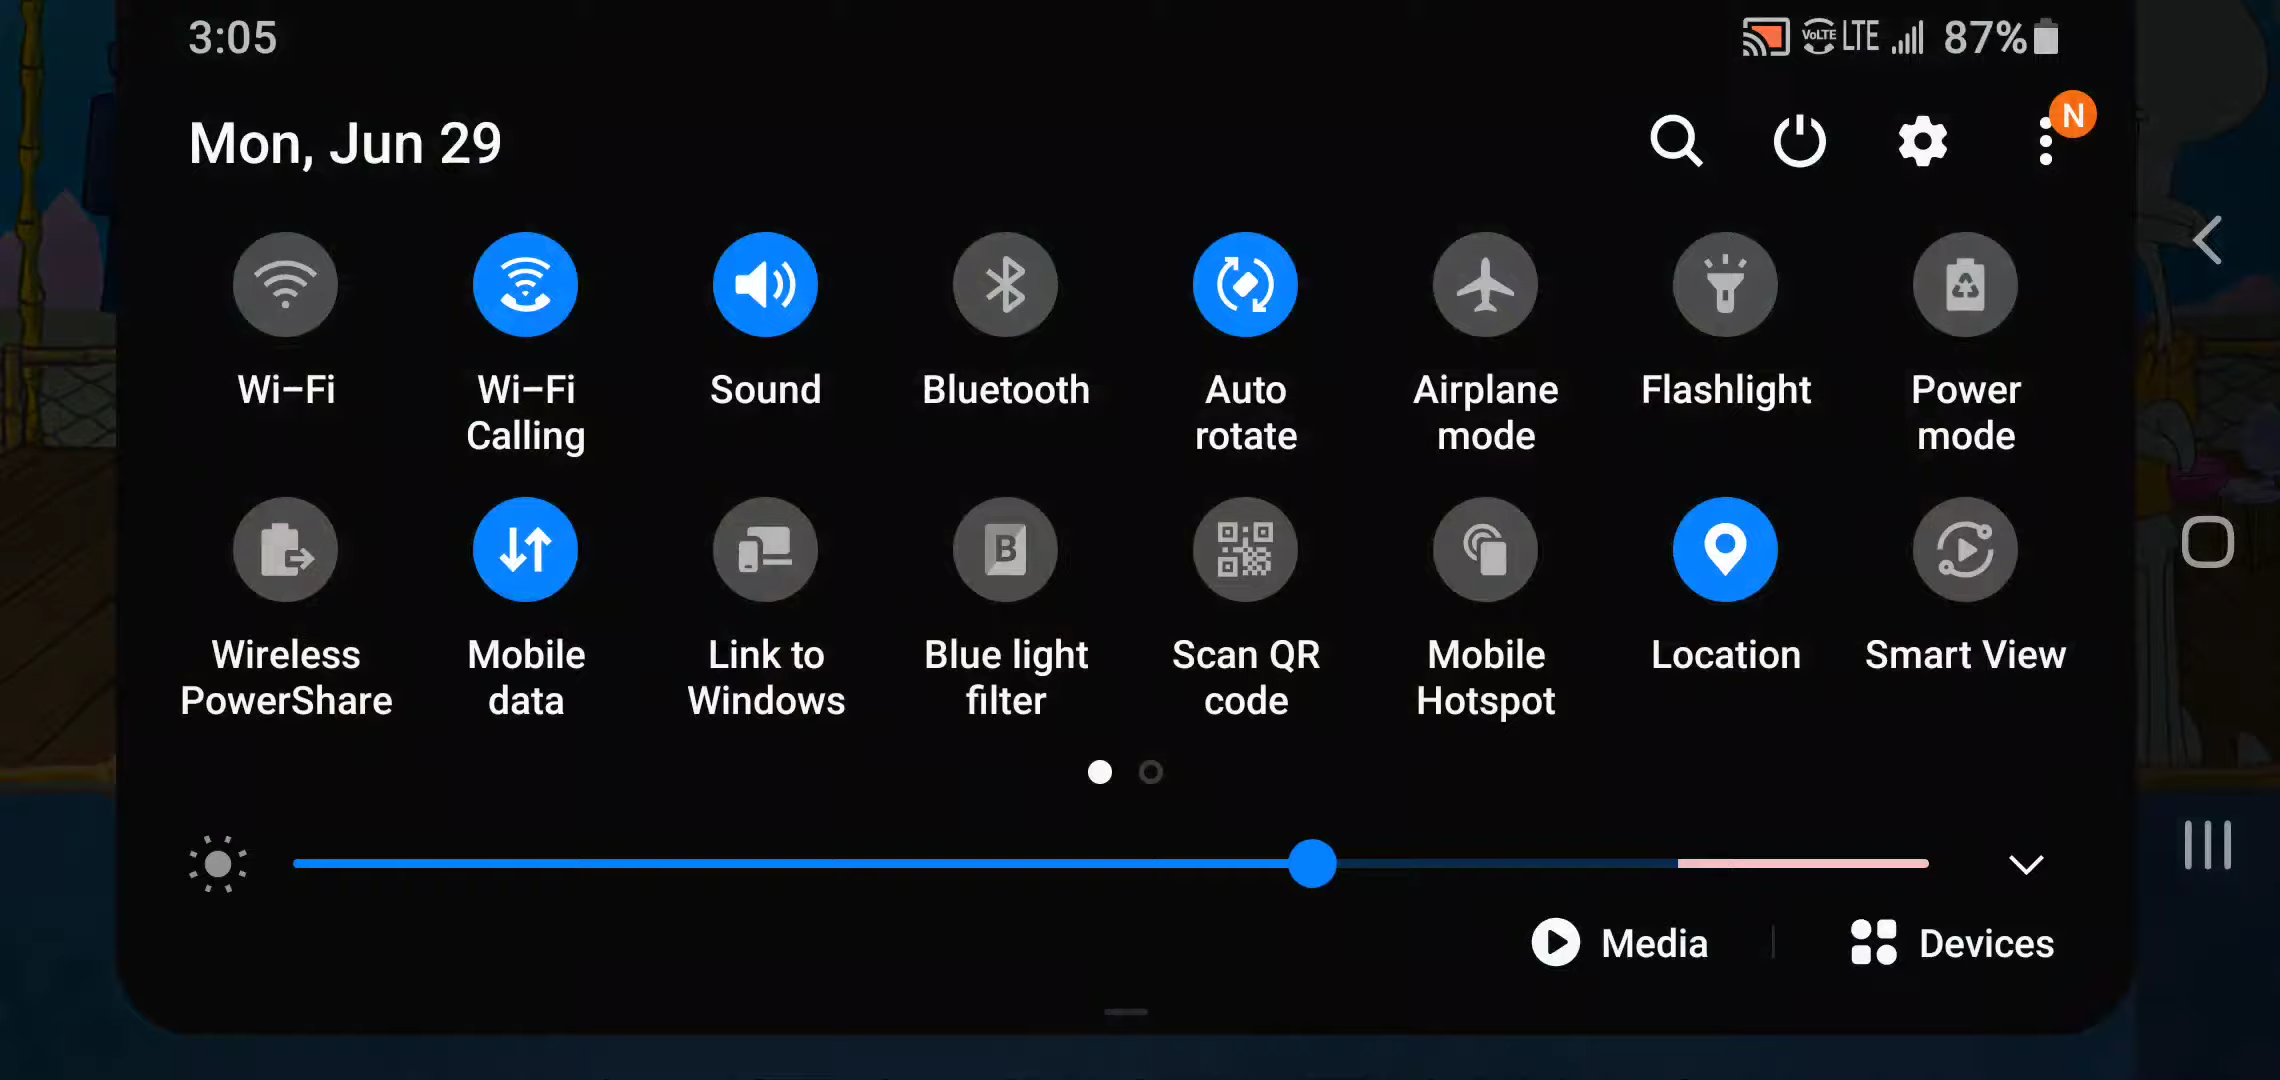 3:05
VoLTE LTE 87%
Mon, Jun 29
N
Wi-Fi
Wi-Fi
Calling
Sound
Bluetooth
Auto
rotate
Airplane
mode
Flashlight
Power
mode
Wireless
PowerShare
Mobile
data
Link to
Windows
B
Blue light
filter
Scan QR
code
Mobile
Hotspot
Location
Smart View
Media
Devices